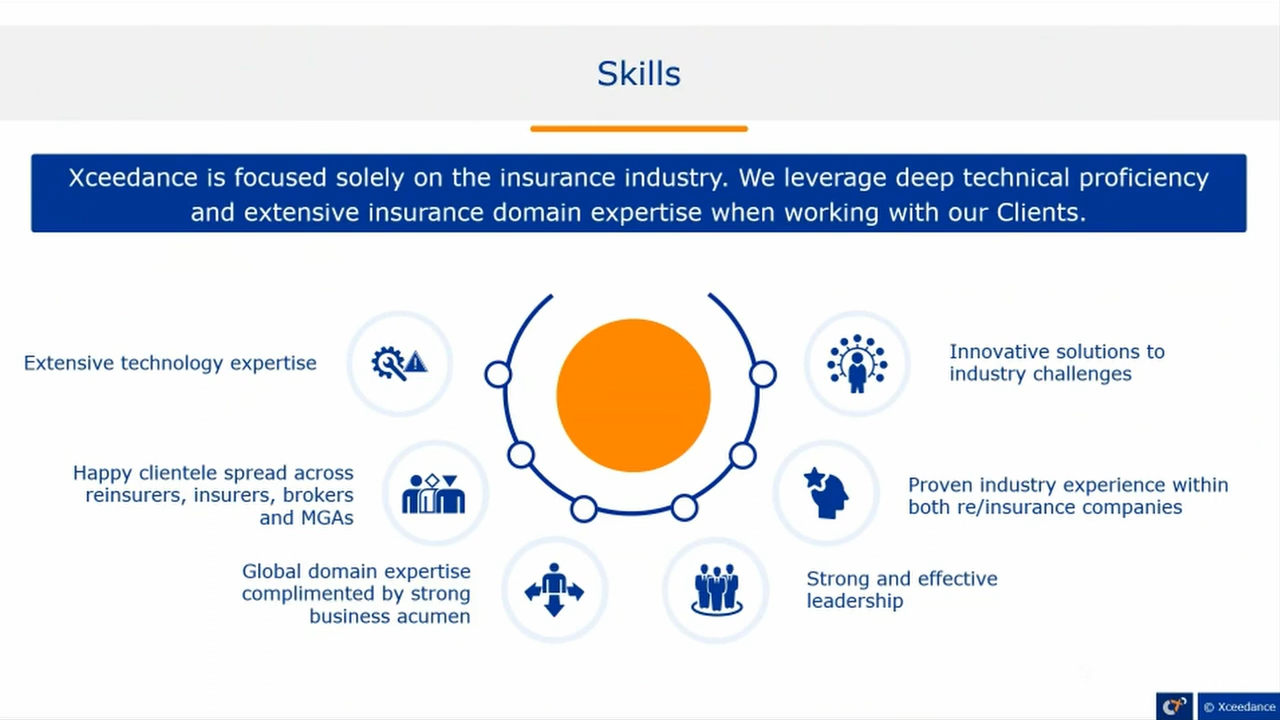 Skills
Xceedance is focused solely on the insurance industry. We leverage deep technical proficiency
and extensive insurance domain expertise when working with our Clients.
Extensive technology expertise
Innovative solutions to
industry challenges
Happy clientele spread across
reinsurers, insurers, brokers
and MGAs
Proven industry experience within
both re/insurance companies
Global domain expertise
complimented by strong
business acumen
Strong and effective
leadership
© Xceedance